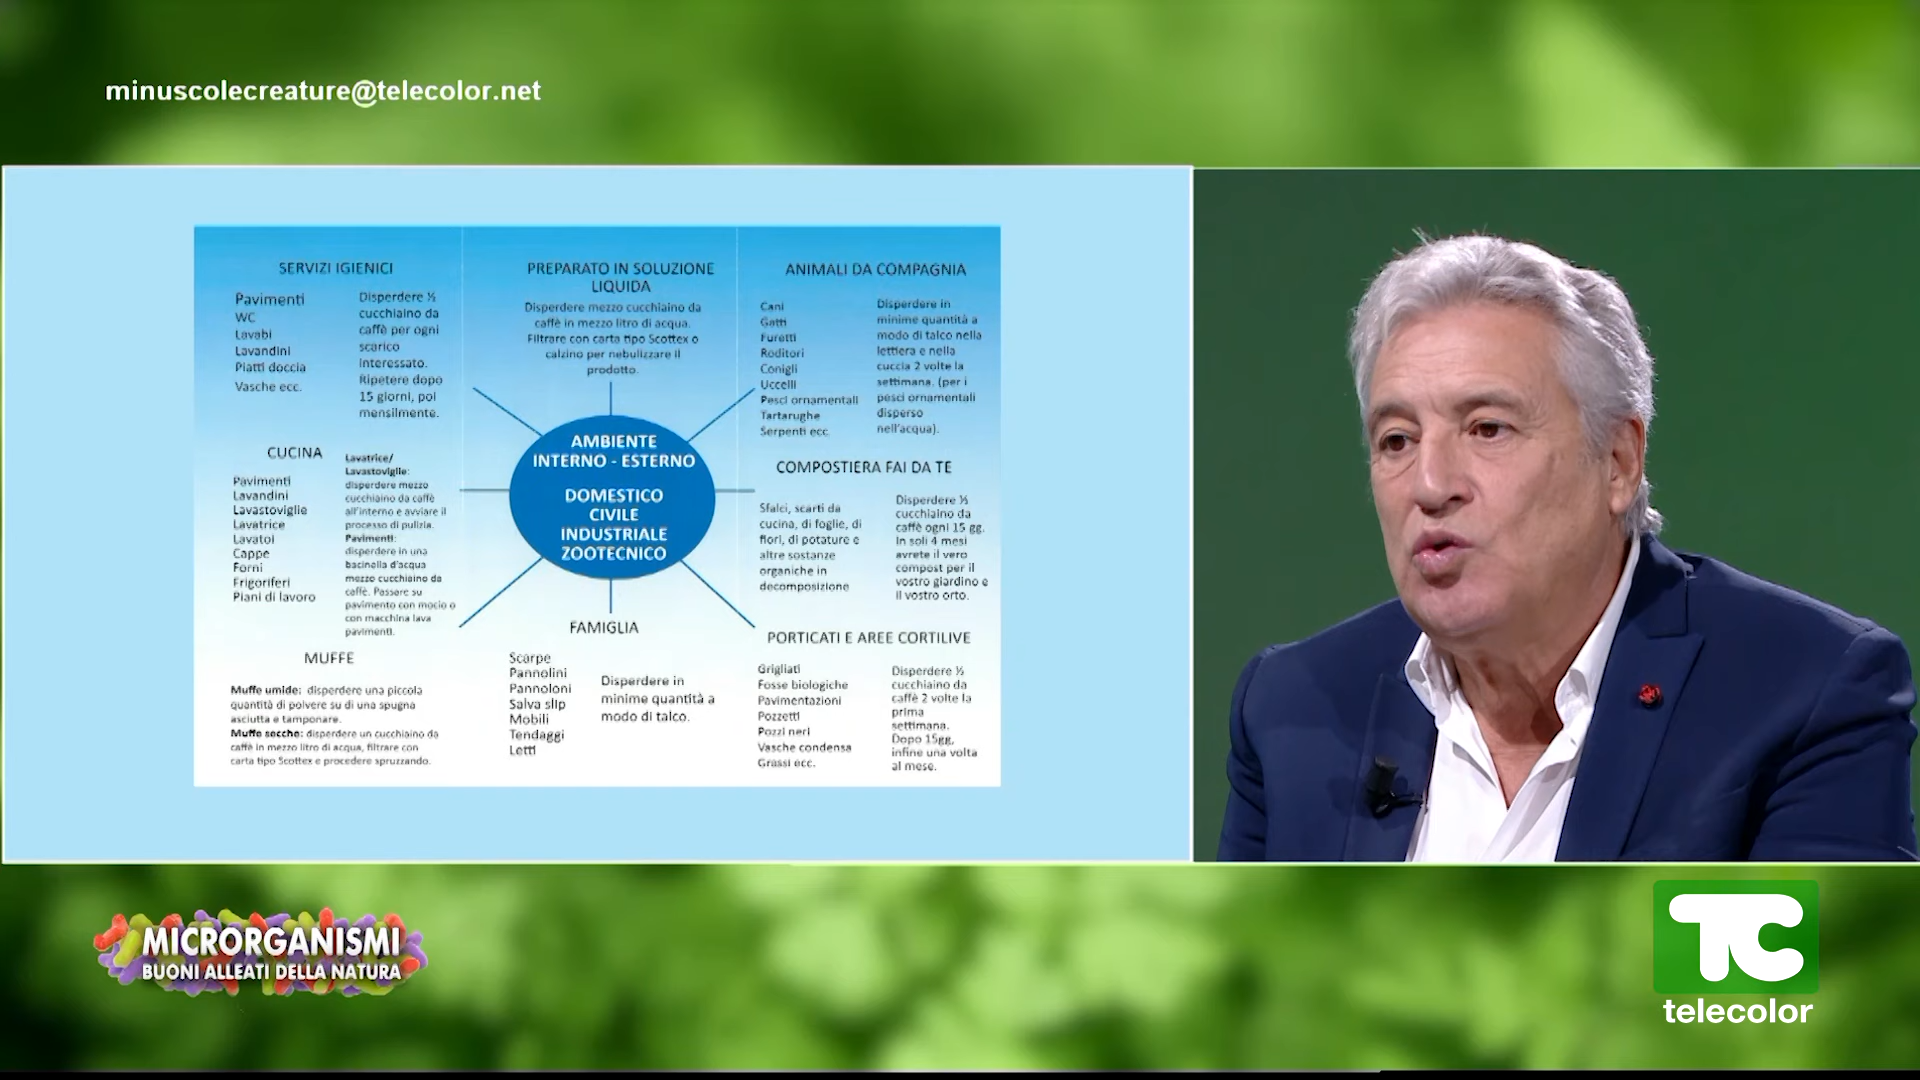 minuscolecreature@telecolor.net
SERVIZI IGIENICI
Pavimenti
WC
Lavabi
Lavandini
Piatti doccia
Vasche ecc.
Disperdere ½
cucchiaino da
caffè per ogni
scarico
interessato.
Ripetere dopo
15 giorni, poi
mensilmente.
PREPARATO IN SOLUZIONE
LIQUIDA
Disperdere mezzo cucchiaino da
caffè in mezzo litro di acqua.
Filtrare con carta tipo Scottex o
calzino per nebulizzare il
prodotto.
ANIMALI DA COMPAGNIA
Cani
Gatti
Furetti
Roditori
Conigli
Uccelli
Pesci ornamentali
Tartarughe
Serpenti ecc.
Disperdere in
minime quantità a
modo di talco nella
lettiera e nella
cuccia 2 volte la
settimana. (per i
pesci ornamentali
disperso
nell'acqua).
CUCINA
Pavimenti
Lavandini
Lavastoviglie
Lavatrice
Lavatoi
Cappe
Forni
Frigoriferi
Piani di lavoro
Lavatrice/
Lavastoviglie:
disperdere mezzo
cucchiaino da caffè
all'interno e avviare il
processo di pulizia.
Pavimenti:
disperdere in una
bacinella d'acqua
mezzo cucchiaino da
caffè. Passare su
pavimento con mocio o
con macchina lava
pavimenti.
AMBIENTE
INTERNO - ESTERNO
DOMESTICO
CIVILE
INDUSTRIALE
ZOOTECNICO
COMPOSTIERA FAI DA TE
Sfalci, scarti da
cucina, di foglie, di
fiori, di potature e
altre sostanze
organiche in
decomposizione
Disperdere ½
cucchiaino da
caffè ogni 15 gg.
In soli 4 mesi
avrete il vero
compost per il
vostro giardino e
il vostro orto.
MUFFE
Muffe umide: disperdere una piccola
quantità di polvere su di una spugna
asciutta e tamponare.
Muffe secche: disperdere un cucchiaino da
caffè in mezzo litro di acqua, filtrare con
carta tipo Scottex e procedere spruzzando.
FAMIGLIA
Scarpe
Pannolini
Pannoloni
Salva slip
Mobili
Tendaggi
Letti
Disperdere in
minime quantità a
modo di talco.
PORTICATI E AREE CORTILIVE
Grigliati
Fosse biologiche
Pavimentazioni
Pozzetti
Pozzi neri
Vasche condensa
Grassi ecc.
Disperdere ½
cucchiaino da
caffè 2 volte la
prima
settimana.
Dopo 15gg,
infine una volta
al mese.
MICRORGANISMI
BUONI ALLEATI DELLA NATURA
TC
telecolor